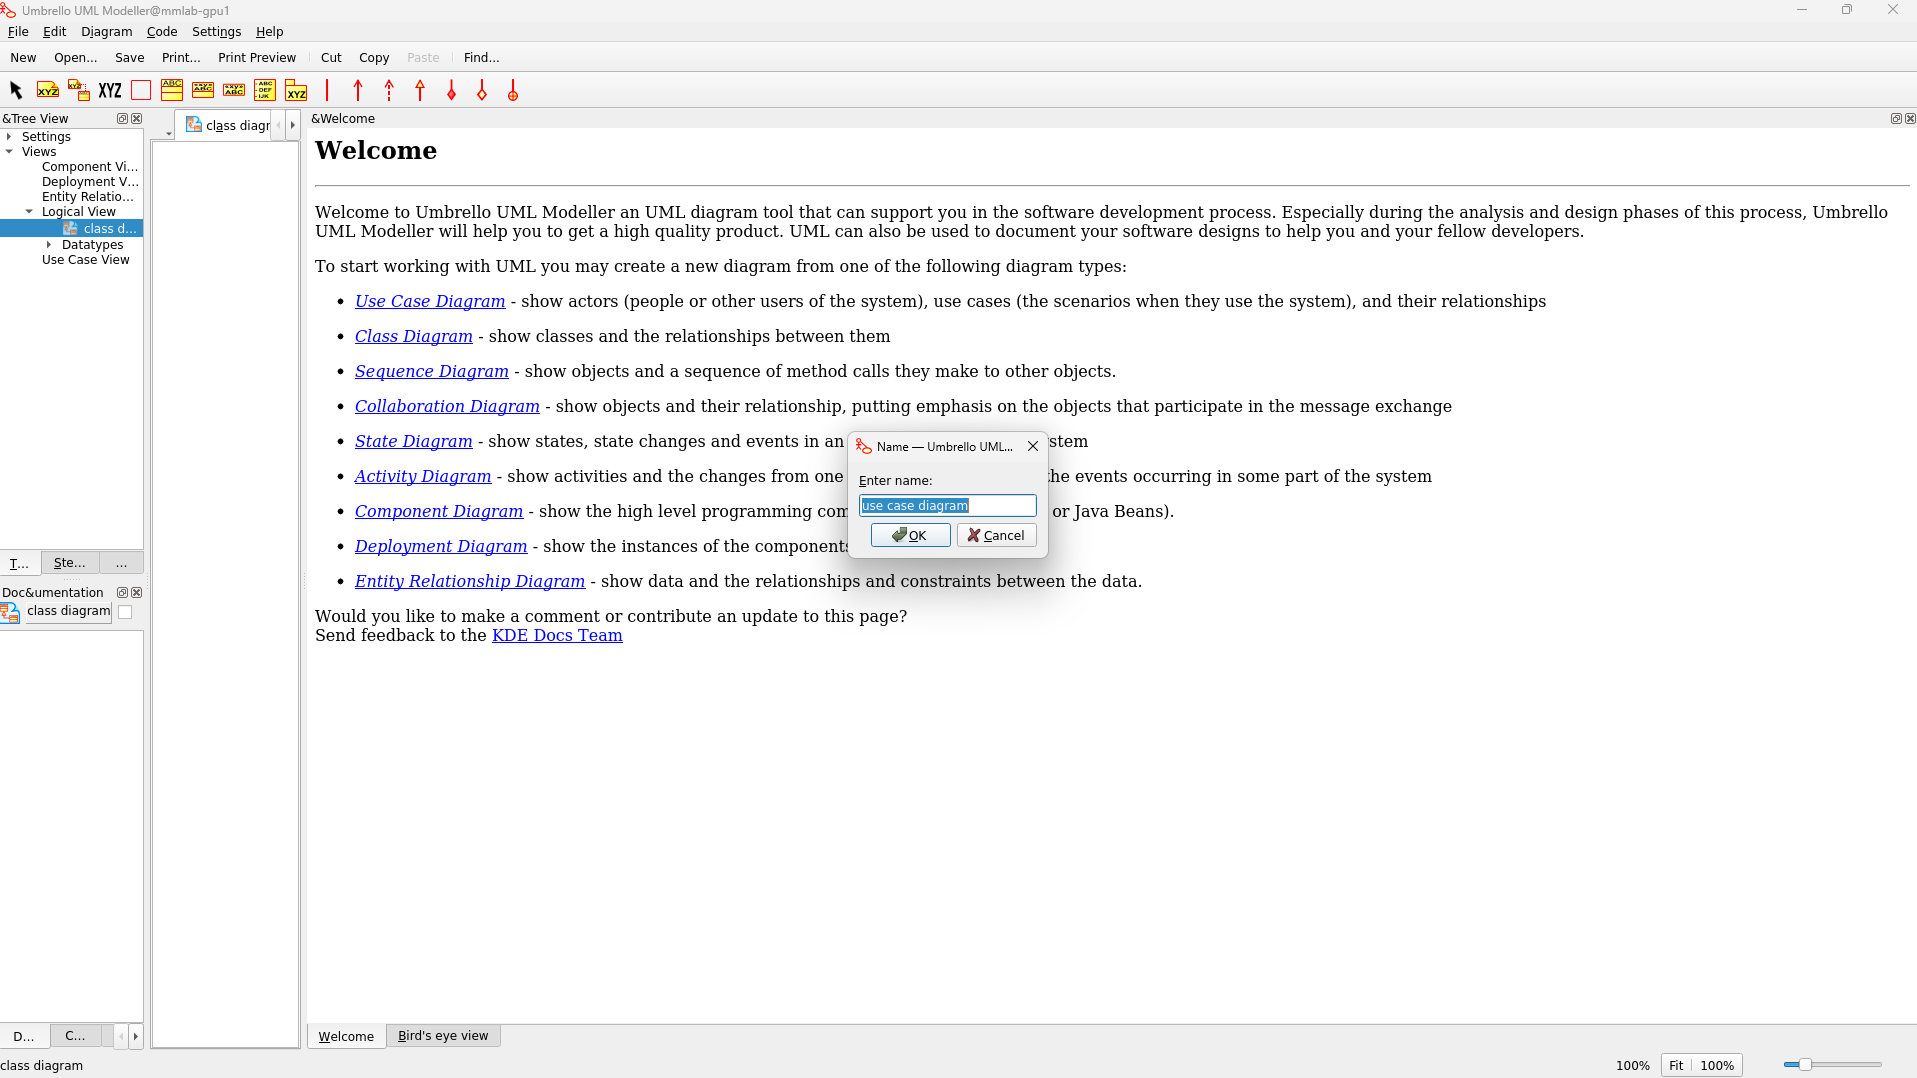 Umbrello UML Modeller@mmlab-gpu1
File Edit Diagram Code Settings Help
New Open... Save Print... Print Preview Cut Copy Paste Find...
XYZ XYZ XYZ ABC «xyz» ABC «xyz» ABC ABC DEF IJK XYZ
&Tree View
Settings
Views
Component Vi...
Deployment V...
Entity Relatio...
Logical View
class d...
Datatypes
Use Case View
T... Ste... ...
Doc&umentation
class diagram
D... C...
class diagr
&Welcome
Welcome
Welcome to Umbrello UML Modeller an UML diagram tool that can support you in the software development process. Especially during the analysis and design phases of this process, Umbrello
UML Modeller will help you to get a high quality product. UML can also be used to document your software designs to help you and your fellow developers.
To start working with UML you may create a new diagram from one of the following diagram types:
• Use Case Diagram - show actors (people or other users of the system), use cases (the scenarios when they use the system), and their relationships
• Class Diagram - show classes and the relationships between them
• Sequence Diagram - show objects and a sequence of method calls they make to other objects.
• Collaboration Diagram - show objects and their relationship, putting emphasis on the objects that participate in the message exchange
• State Diagram - show states, state changes and events in an stem
• Activity Diagram - show activities and the changes from one he events occurring in some part of the system
• Component Diagram - show the high level programming com or Java Beans).
• Deployment Diagram - show the instances of the components
• Entity Relationship Diagram - show data and the relationships and constraints between the data.
Would you like to make a comment or contribute an update to this page?
Send feedback to the KDE Docs Team
Name — Umbrello UML...
Enter name:
use case diagram
OK Cancel
Welcome Bird's eye view
class diagram
100% Fit 100%